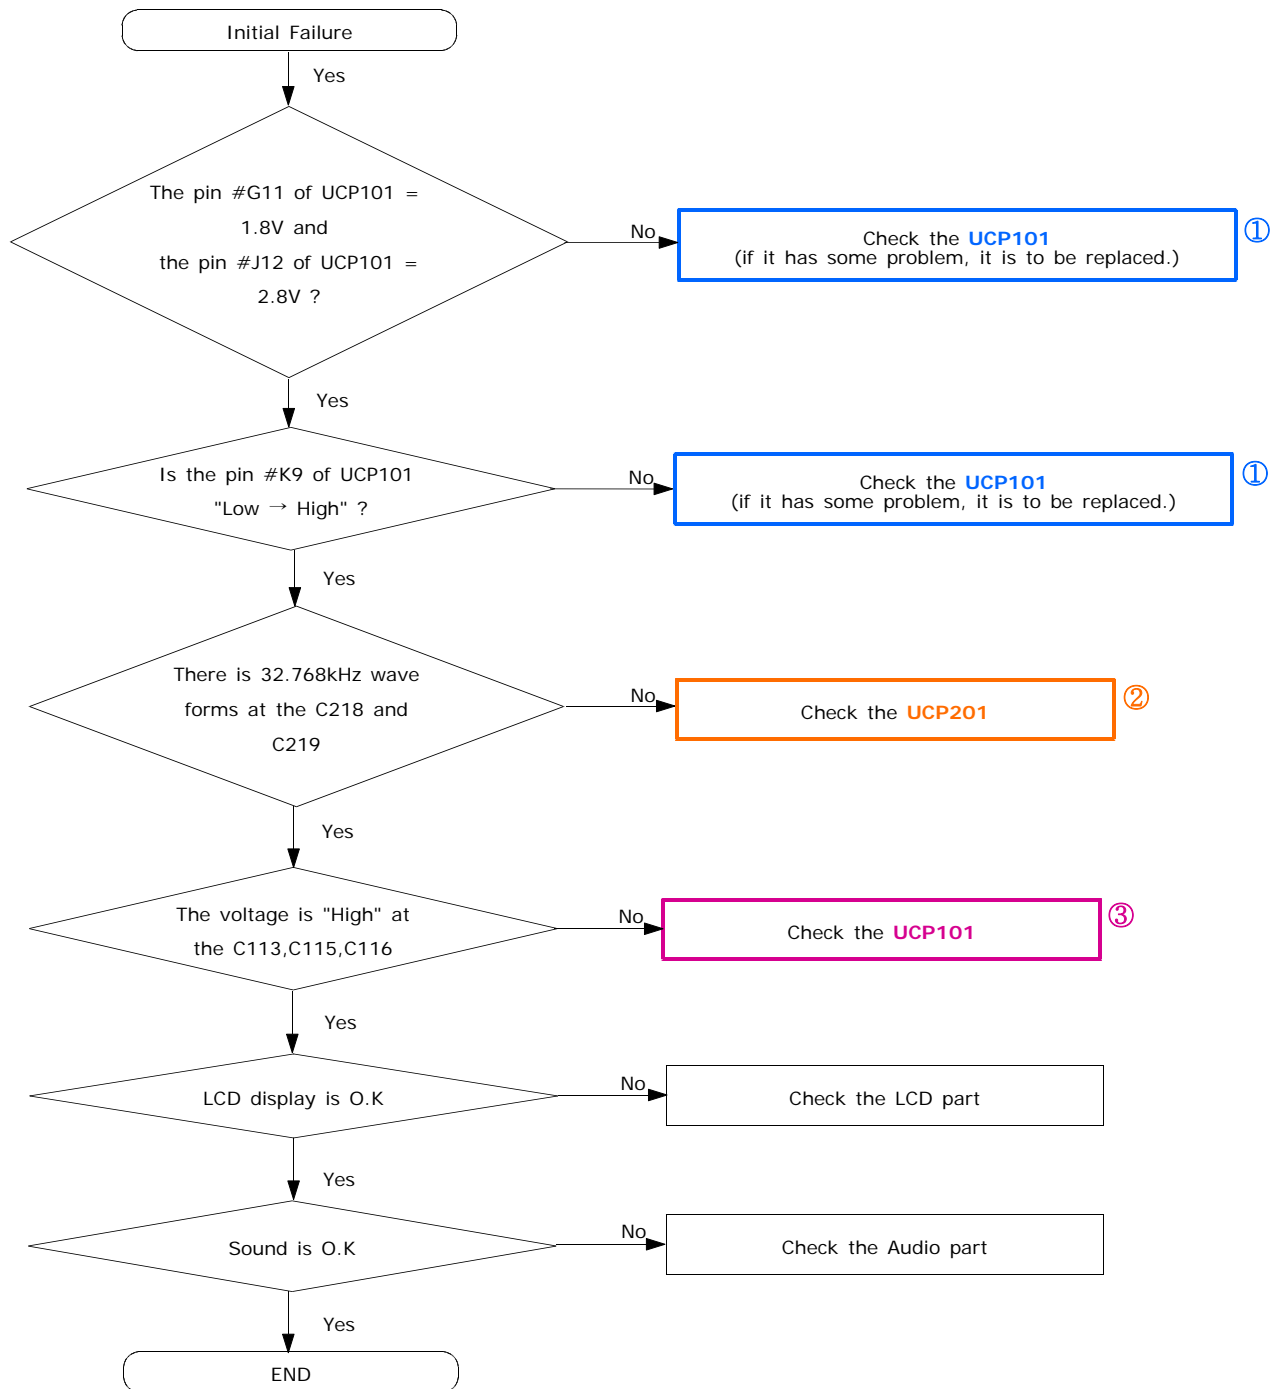 Initial Failure
Yes
The pin #G11 of UCP101 =
1.8V and
the pin #J12 of UCP101 =
2.8V ?
No
Check the UCP101
(if it has some problem, it is to be replaced.)
①
Yes
Is the pin #K9 of UCP101
"Low → High" ?
No
Check the UCP101
(if it has some problem, it is to be replaced.)
①
Yes
There is 32.768kHz wave
forms at the C218 and
C219
No
Check the UCP201
②
Yes
The voltage is "High" at
the C113,C115,C116
No
Check the UCP101
③
Yes
LCD display is O.K
No
Check the LCD part
Yes
Sound is O.K
No
Check the Audio part
Yes
END